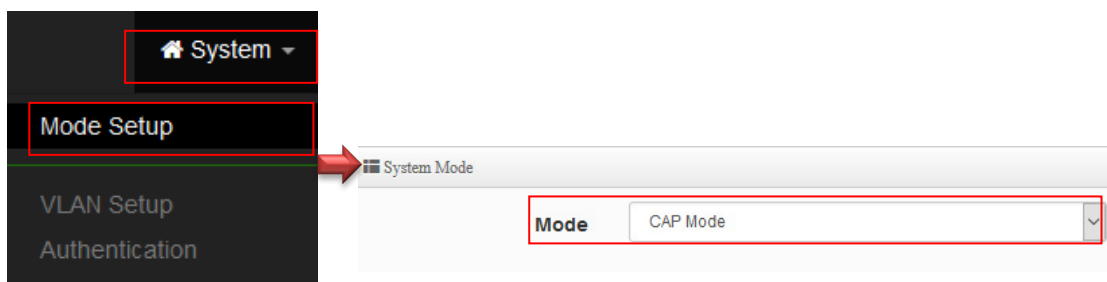 System
Mode Setup
VLAN Setup
Authentication
System Mode
Mode CAP Mode